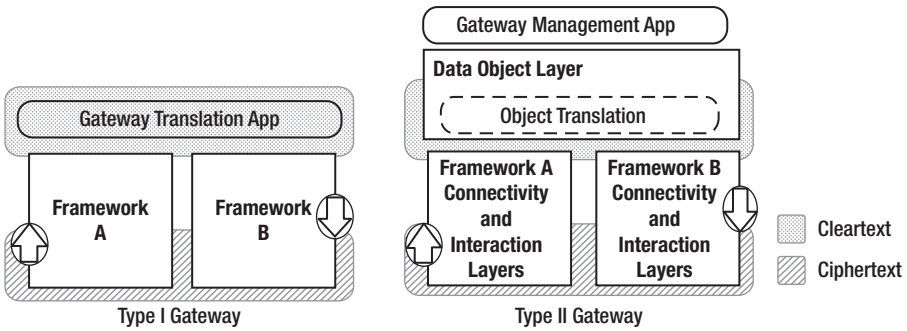 Gateway Translation App
Framework
A
Framework
B
Type I Gateway
Gateway Management App
Data Object Layer
Object Translation
Framework A
Connectivity
and
Interaction
Layers
Framework B
Connectivity
and
Interaction
Layers
Type II Gateway
Cleartext
Ciphertext